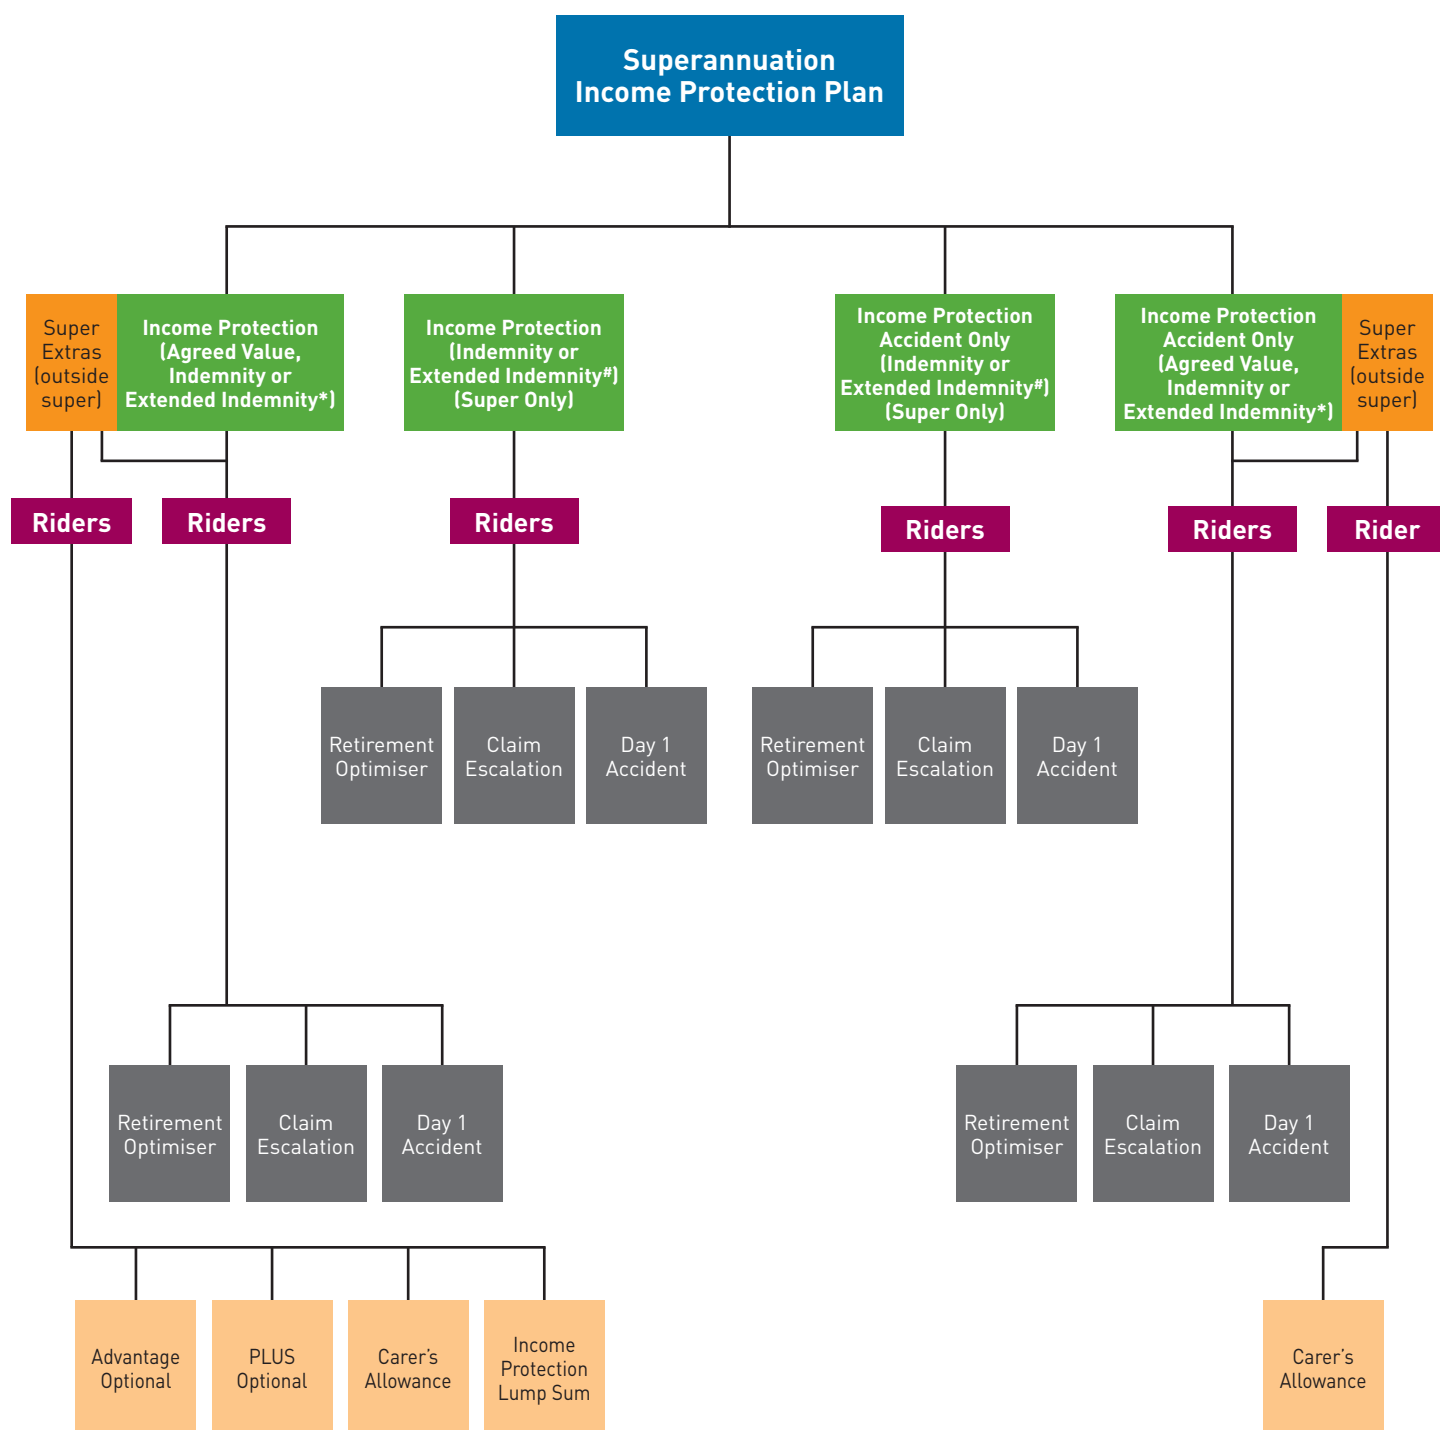 Superannuation
Income Protection Plan
Super
Extras
(outside
super)
Income Protection
(Agreed Value,
Indemnity or
Extended Indemnity*)
Income Protection
(Indemnity or
Extended Indemnity#)
(Super Only)
Income Protection
Accident Only
(Indemnity or
Extended Indemnity#)
(Super Only)
Income Protection
Accident Only
(Agreed Value,
Indemnity or
Extended Indemnity*)
Super
Extras
(outside
super)
Riders
Riders
Riders
Riders
Riders
Rider
Retirement
Optimiser
Claim
Escalation
Day 1
Accident
Retirement
Optimiser
Claim
Escalation
Day 1
Accident
Retirement
Optimiser
Claim
Escalation
Day 1
Accident
Retirement
Optimiser
Claim
Escalation
Day 1
Accident
Advantage
Optional
PLUS
Optional
Carer's
Allowance
Income
Protection
Lump Sum
Carer's
Allowance